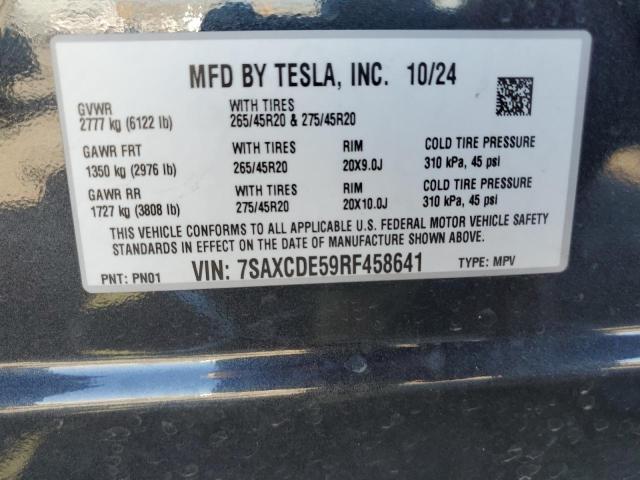 MFD BY TESLA, INC. 10/24
GVWR WITH TIRES
2777 kg (6122 lb) 265/45R20 & 275/45R20
GAWR FRT WITH TIRES RIM COLD TIRE PRESSURE
1350 kg (2976 lb) 265/45R20 20X9.0J 310 kPa, 45 psi
GAWR RR WITH TIRES RIM COLD TIRE PRESSURE
1727 kg (3808 lb) 275/45R20 20X10.0J 310 kPa, 45 psi
THIS VEHICLE CONFORMS TO ALL APPLICABLE U.S. FEDERAL MOTOR VEHICLE SAFETY
STANDARDS IN EFFECT ON THE DATE OF MANUFACTURE SHOWN ABOVE.
PNT: PN01 VIN: 7SAXCDE59RF458641 TYPE: MPV